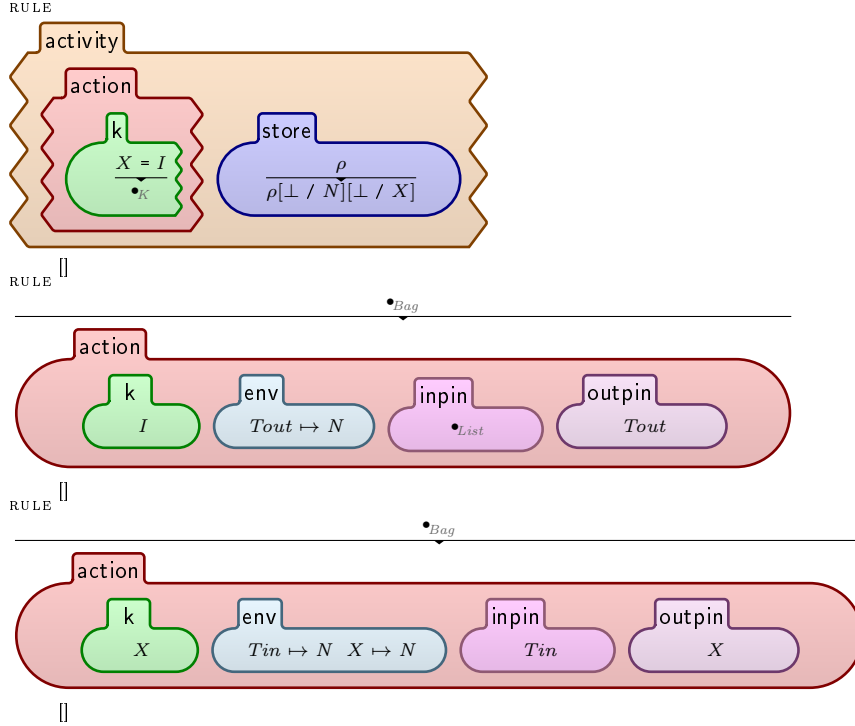 RULE
activity
action
k store
X = I ρ
•K ρ[⊥ / N][⊥ / X]
[]
RULE
•Bag
action
k env inpin outpin
I Tout ↦ N •List Tout
[]
RULE
•Bag
action
k env inpin outpin
X Tin ↦ N X ↦ N Tin X
[]